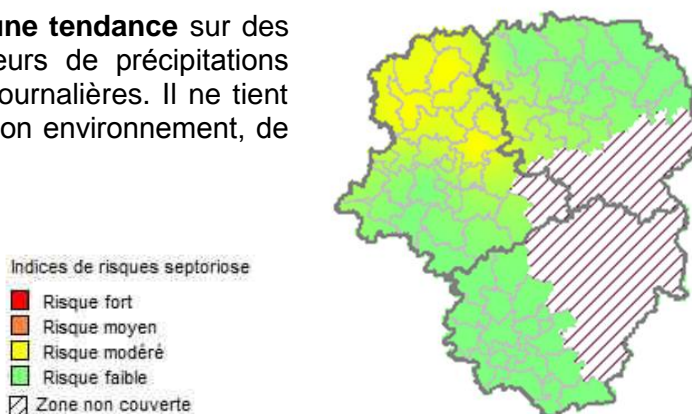 une tendance sur des
eurs de précipitations
ournalières. Il ne tient
on environnement, de
Indices de risques septoriose
Risque fort
Risque moyen
Risque modéré
Risque faible
Zone non couverte